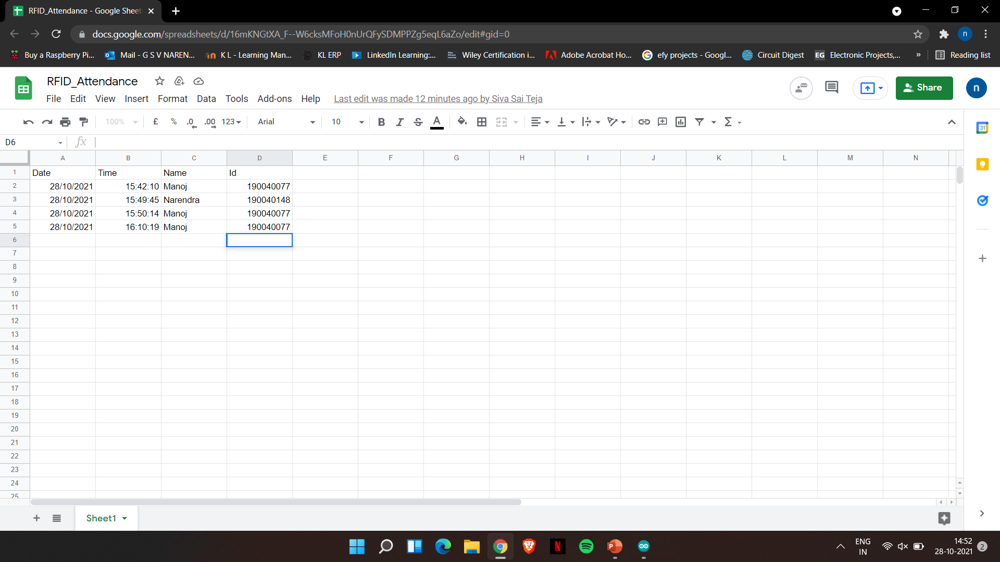 RFID_Attendance - Google Sheet
docs.google.com/spreadsheets/d/16mKNGtXA_F--W6cksMFoH0nUrQFySDMPPZg5eqL6aZo/edit#gid=0
n
Buy a Raspberry Pi... Mail - G S V NAREN... K L - Learning Man... KL ERP LinkedIn Learning:... Wiley Certification i... Adobe Acrobat Ho... efy projects - Googl... Circuit Digest EG Electronic Projects,... » Reading list
RFID_Attendance
File Edit View Insert Format Data Tools Add-ons Help Last edit was made 12 minutes ago by Siva Sai Teja
Share
n
100% £ % .0 .00 123 Arial 10 B I S A Σ
31
D6 fx
A B C D E F G H I J K L M N
1 Date Time Name Id
2 28/10/2021 15:42:10 Manoj 190040077
3 28/10/2021 15:49:45 Narendra 190040148
4 28/10/2021 15:50:14 Manoj 190040077
5 28/10/2021 16:10:19 Manoj 190040077
6
7
8
9
10
11
12
13
14
15
16
17
18
19
20
21
22
23
24
25
Sheet1
N P
ENG
IN
14:52
28-10-2021
2